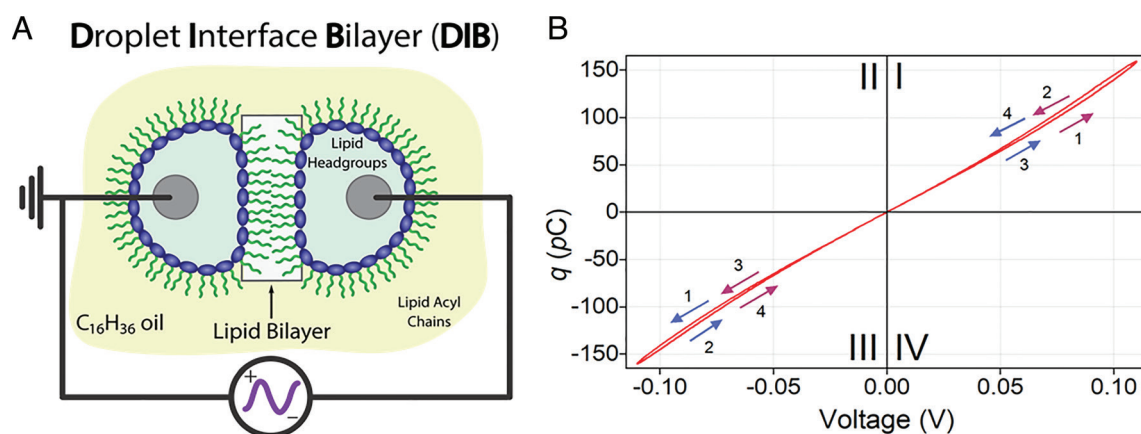 A
Droplet Interface Bilayer (DIB)
Lipid
Headgroups
C₁₆H₃₆ oil
Lipid Bilayer
Lipid Acyl
Chains
+
−
B
II I
III IV
150
100
50
0
-50
-100
-150
q (pC)
2
4
1
3
3
1
4
2
-0.10
-0.05
0.00
0.05
0.10
Voltage (V)